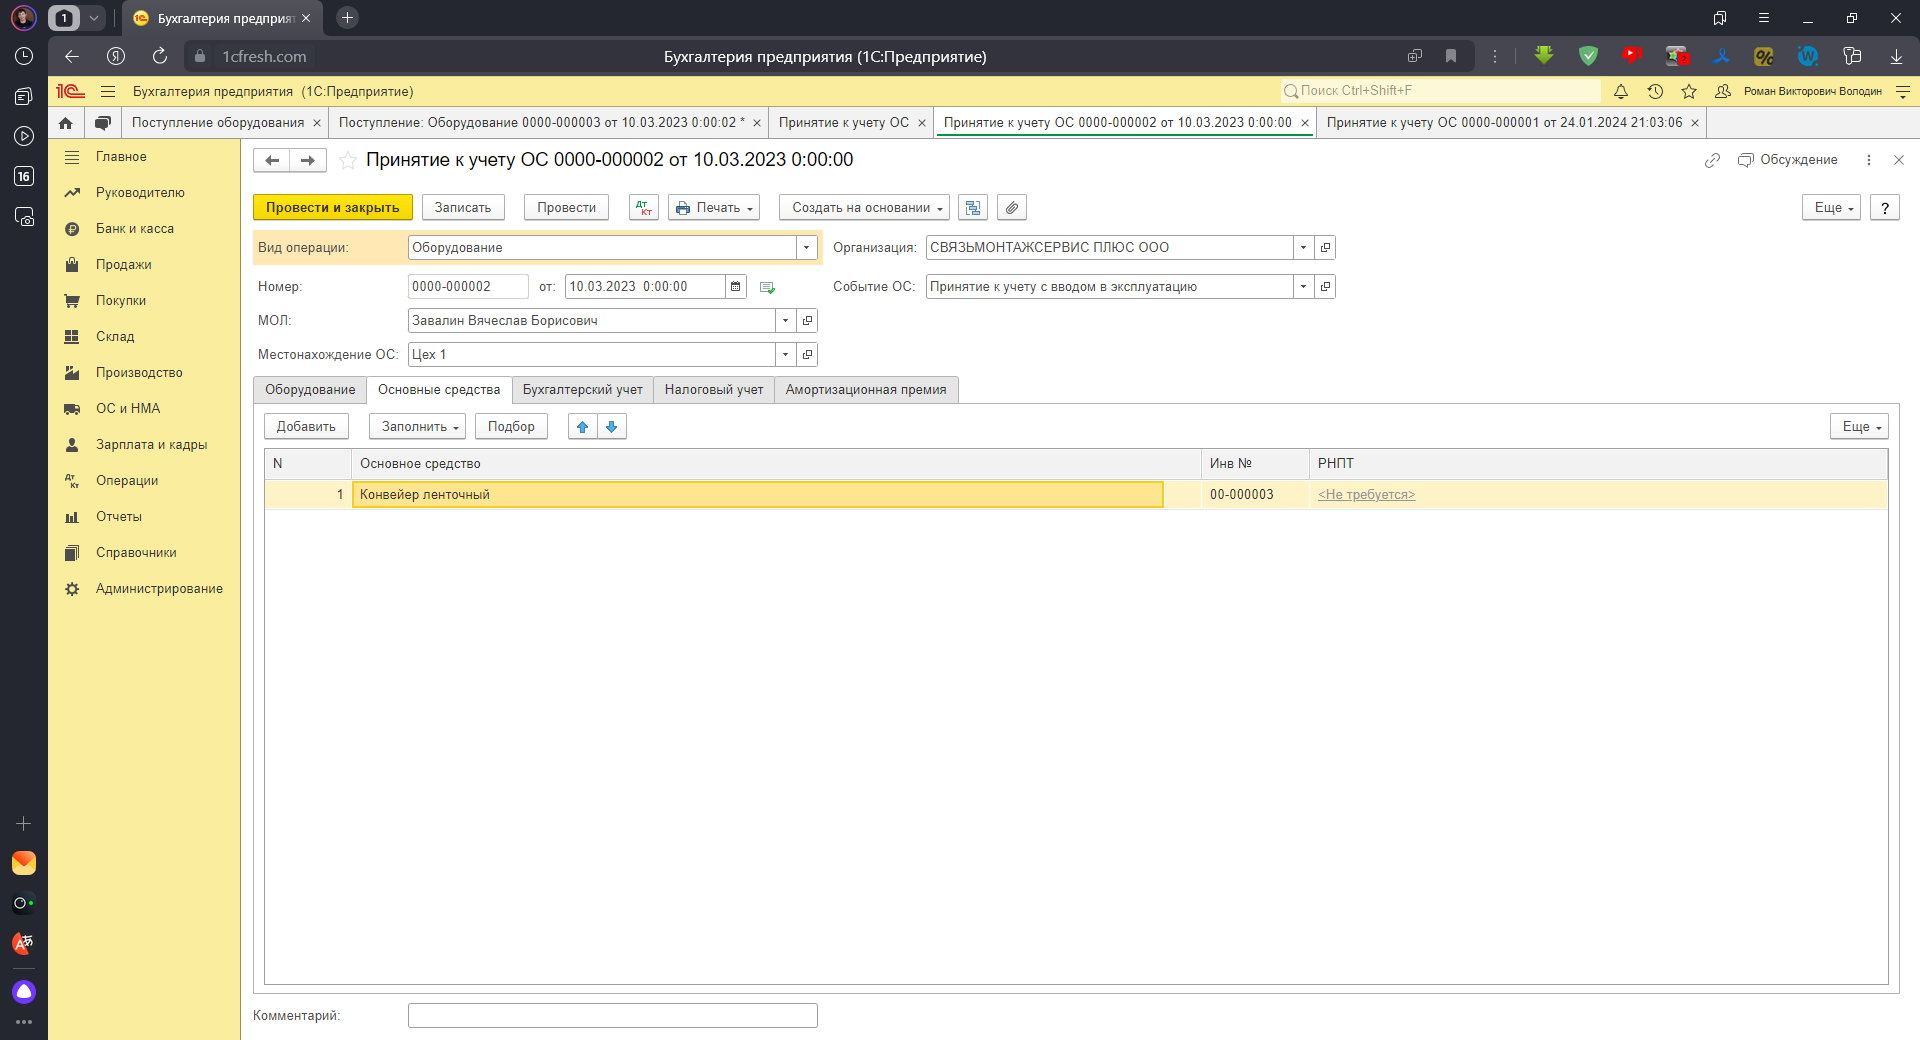 1
Бухгалтерия предприят
1cfresh.com
Бухгалтерия предприятия (1С:Предприятие)
Бухгалтерия предприятия (1С:Предприятие)
Поиск Ctrl+Shift+F
Роман Викторович Володин
Поступление оборудования
Поступление: Оборудование 0000-000003 от 10.03.2023 0:00:02 *
Принятие к учету ОС
Принятие к учету ОС 0000-000002 от 10.03.2023 0:00:00
Принятие к учету ОС 0000-000001 от 24.01.2024 21:03:06
16
Главное
Руководителю
Банк и касса
Продажи
Покупки
Склад
Производство
ОС и НМА
Зарплата и кадры
Операции
Отчеты
Справочники
Администрирование
Принятие к учету ОС 0000-000002 от 10.03.2023 0:00:00
Обсуждение
Провести и закрыть
Записать
Провести
Дт Кт
Печать
Создать на основании
Еще
?
Вид операции: Оборудование
Организация: СВЯЗЬМОНТАЖСЕРВИС ПЛЮС ООО
Номер: 0000-000002 от: 10.03.2023 0:00:00
Событие ОС: Принятие к учету с вводом в эксплуатацию
МОЛ: Завалин Вячеслав Борисович
Местонахождение ОС: Цех 1
Оборудование
Основные средства
Бухгалтерский учет
Налоговый учет
Амортизационная премия
Добавить
Заполнить
Подбор
Еще
N Основное средство Инв № РНПТ
1 Конвейер ленточный 00-000003 <Не требуется>
Комментарий: